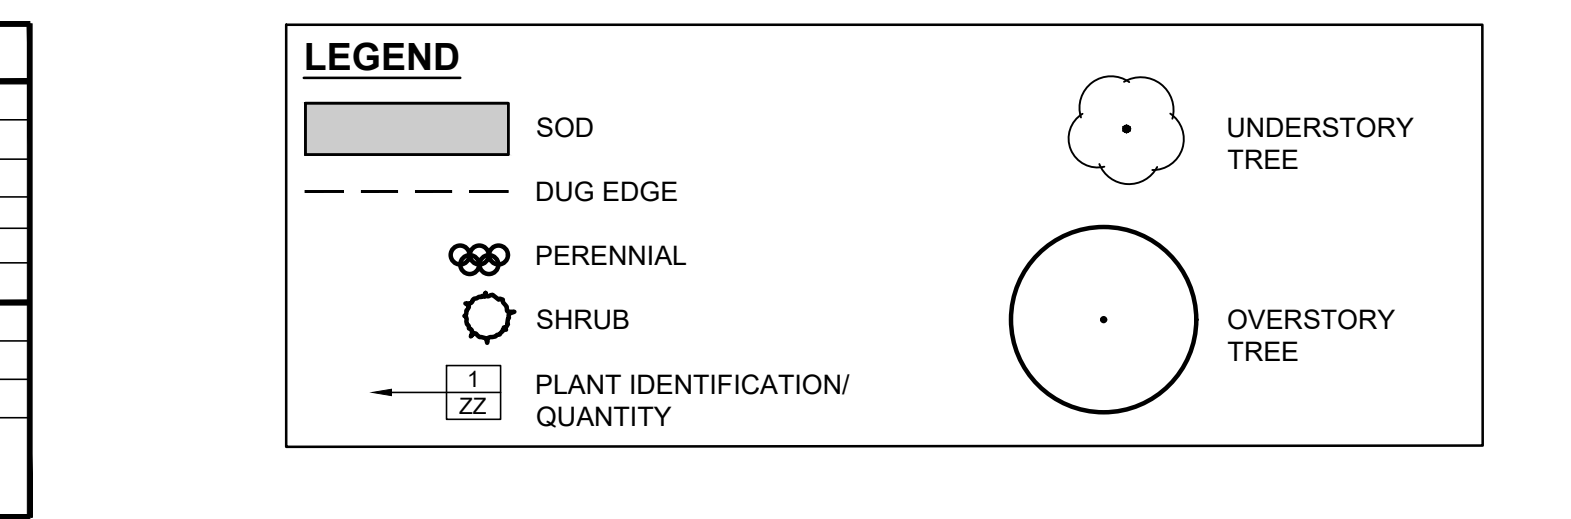 LEGEND
SOD
DUG EDGE
PERENNIAL
SHRUB
1
ZZ
PLANT IDENTIFICATION/
QUANTITY
UNDERSTORY
TREE
OVERSTORY
TREE